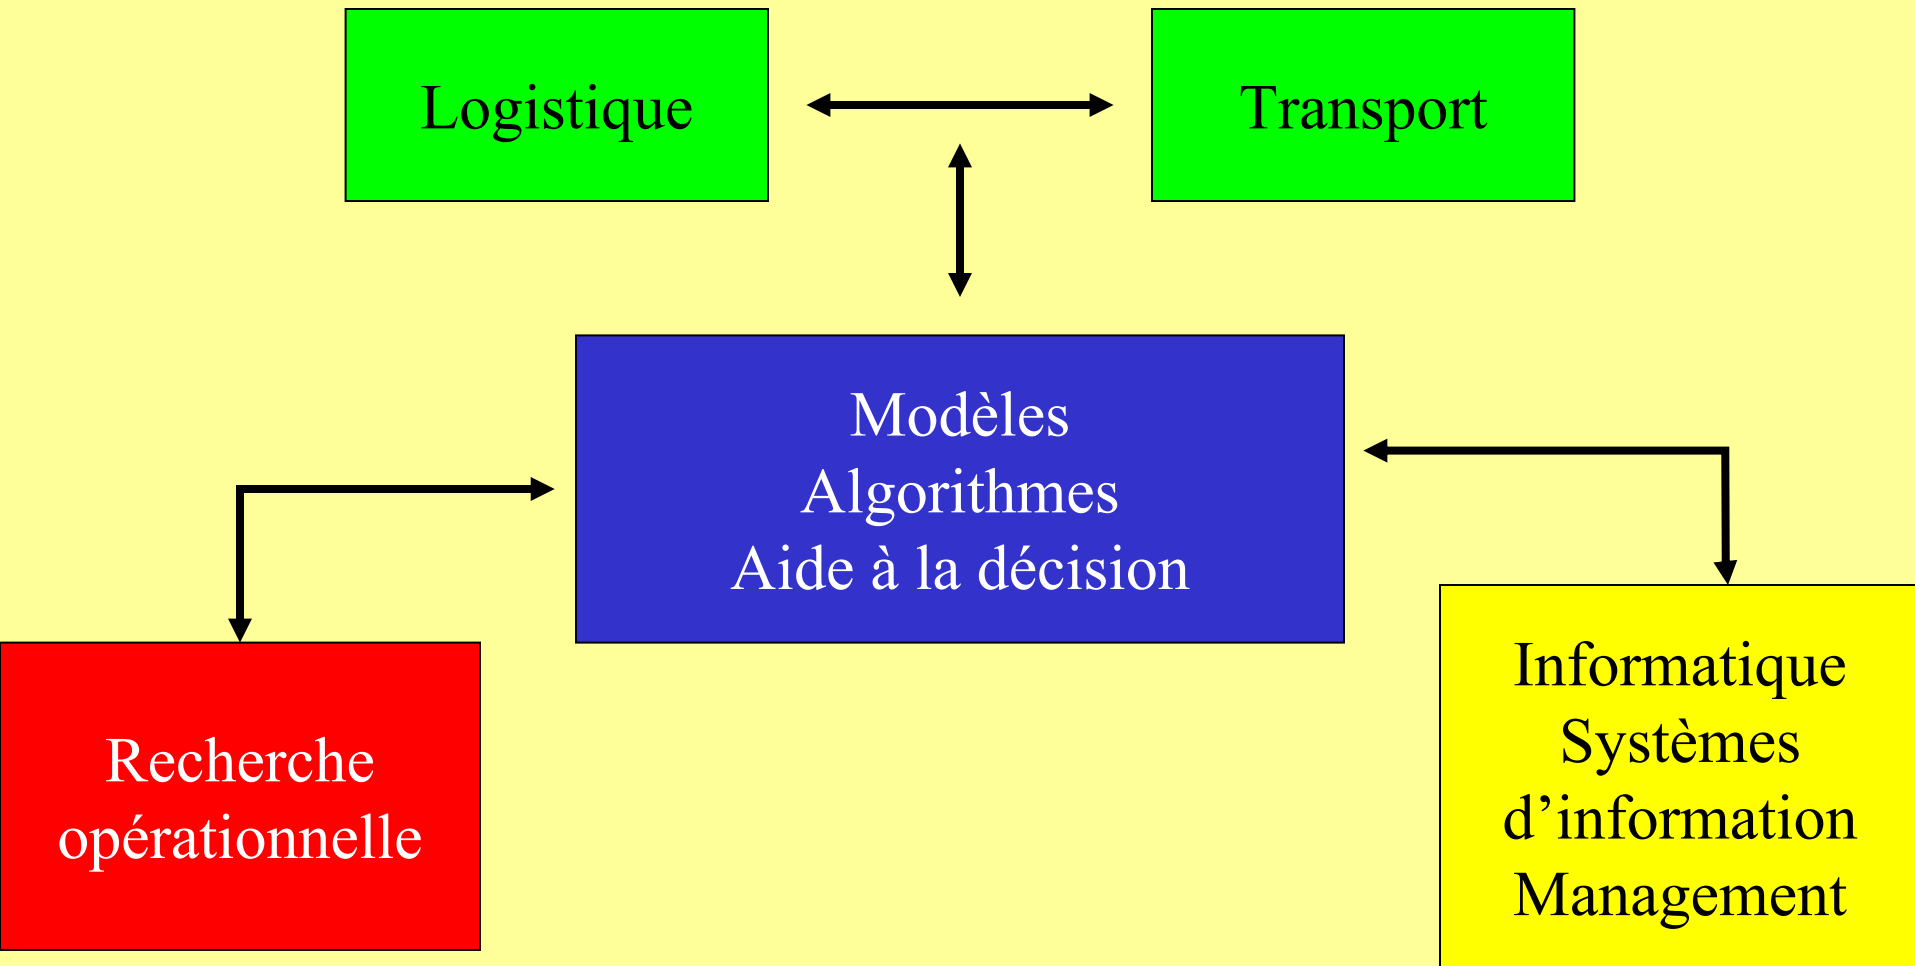 Logistique
Transport
Modèles
Algorithmes
Aide à la décision
Recherche
opérationnelle
Informatique
Systèmes
d’information
Management